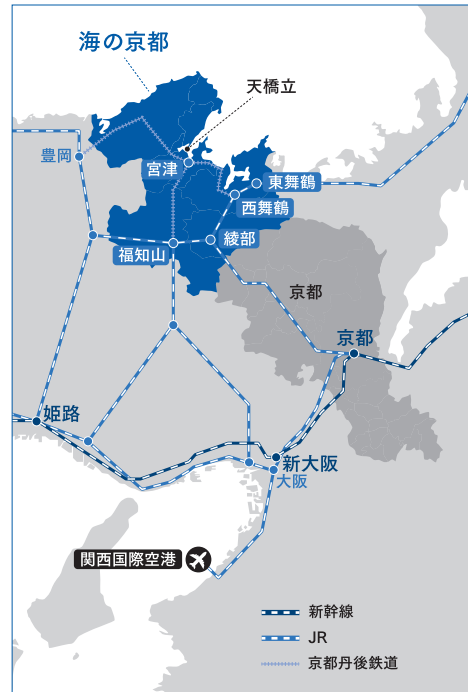 海の京都
天橋立
豊岡
宮津
東舞鶴
西舞鶴
綾部
福知山
京都
京都
姫路
新大阪
大阪
関西国際空港
新幹線
JR
京都丹後鉄道